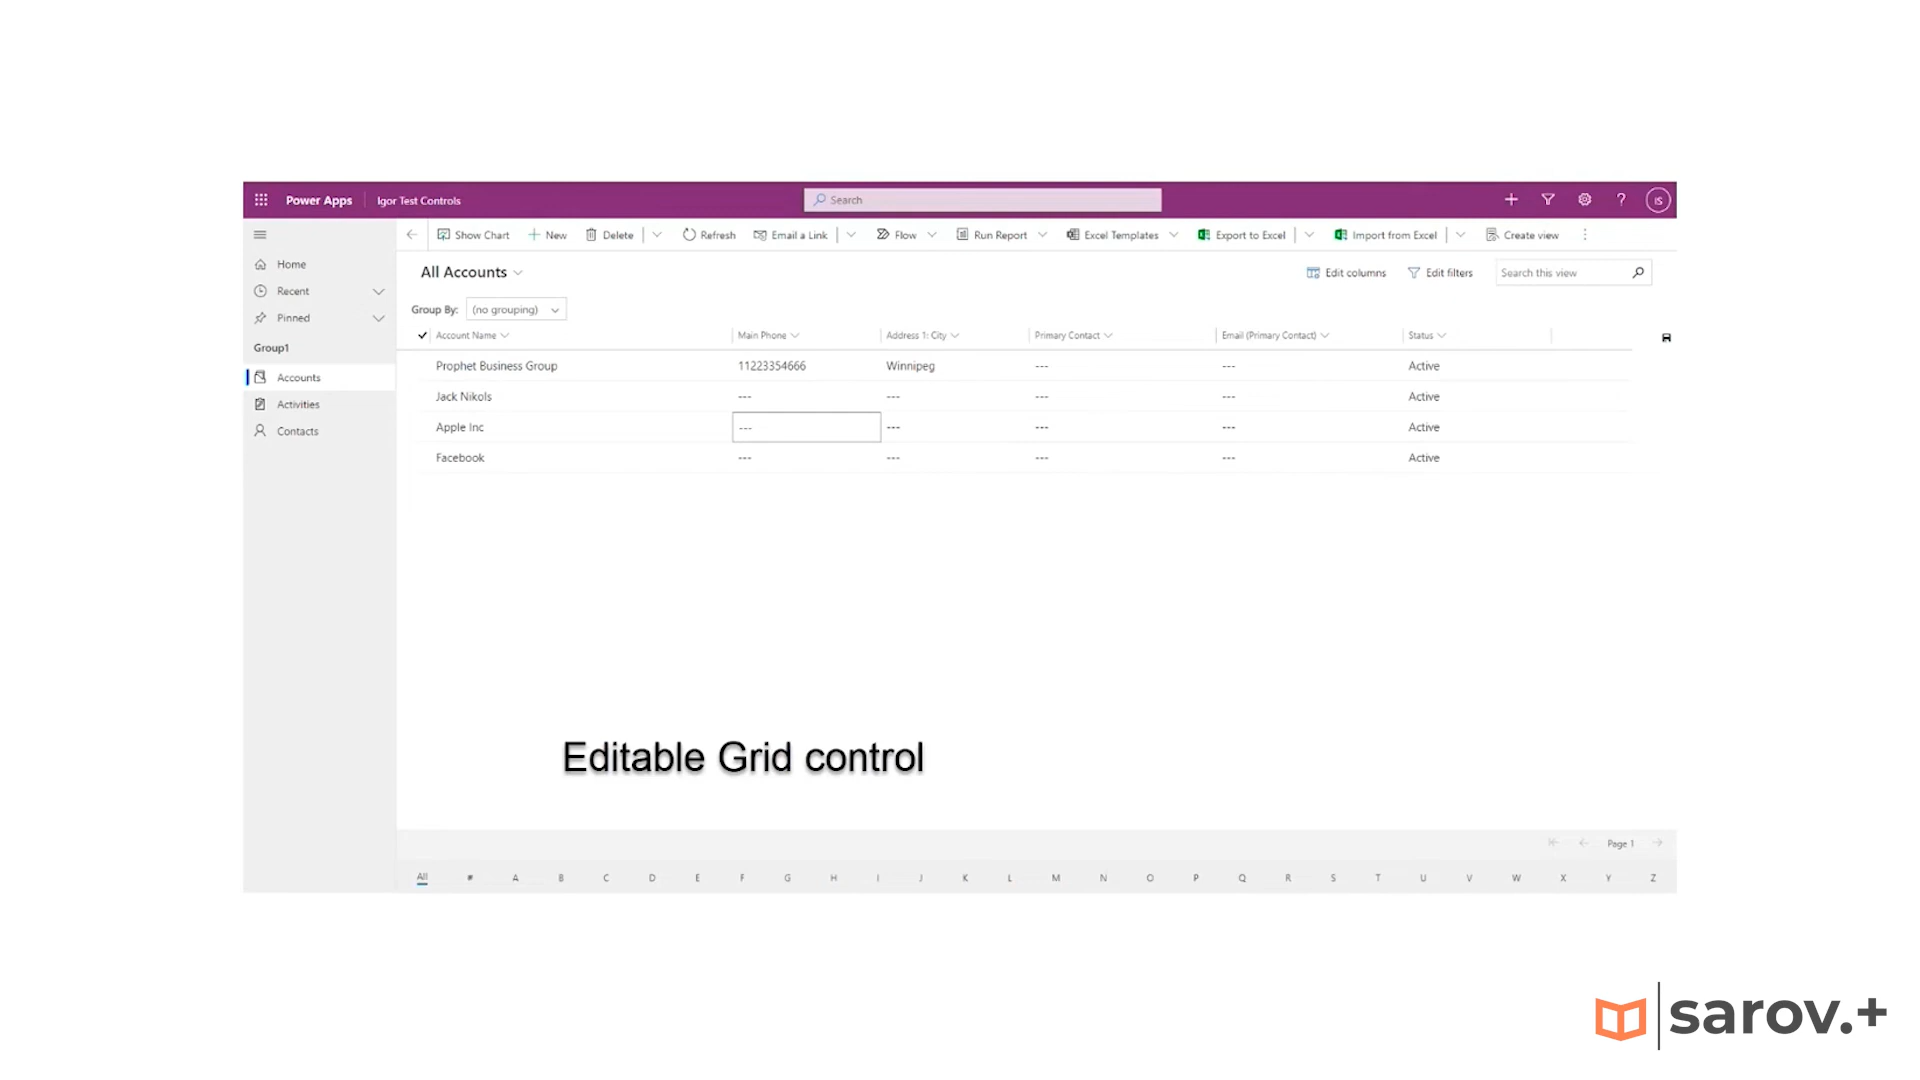 Power Apps Igor Test Controls Search ? IS
Show Chart New Delete Refresh Email a Link Flow Run Report Excel Templates Export to Excel Import from Excel Create view
Home
Recent
Pinned
Group1
Accounts
Activities
Contacts
All Accounts Edit columns Edit filters Search this view
Group By: (no grouping)
Account Name Main Phone Address 1: City Primary Contact Email (Primary Contact) Status
Prophet Business Group 11223354666 Winnipeg --- --- Active
Jack Nikols --- --- --- --- Active
Apple Inc --- --- --- --- Active
Facebook --- --- --- --- Active
Editable Grid control
Page 1
All # A B C D E F G H I J K L M N O P Q R S T U V W X Y Z
sarov.+